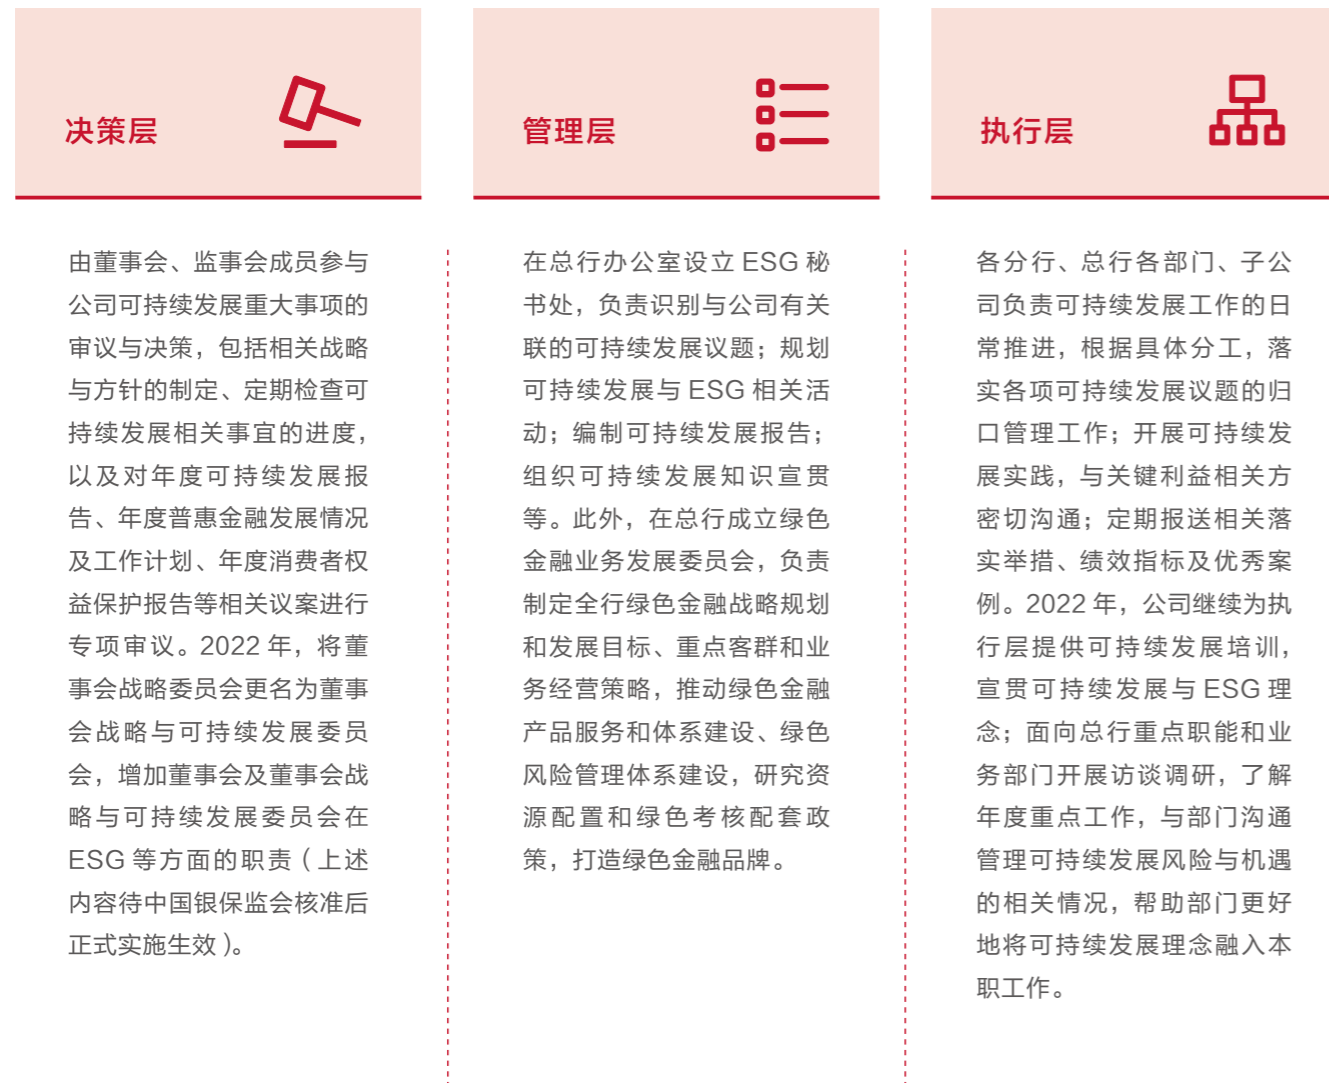 决策层
由董事会、监事会成员参与
公司可持续发展重大事项的
审议与决策，包括相关战略
与方针的制定、定期检查可
持续发展相关事宜的进度，
以及对年度可持续发展报
告、年度普惠金融发展情况
及工作计划、年度消费者权
益保护报告等相关议案进行
专项审议。2022 年，将董
事会战略委员会更名为董事
会战略与可持续发展委员
会，增加董事会及董事会战
略与可持续发展委员会在
ESG 等方面的职责（上述
内容待中国银保监会核准后
正式实施生效）。
管理层
在总行办公室设立 ESG 秘
书处，负责识别与公司有关
联的可持续发展议题；规划
可持续发展与 ESG 相关活
动；编制可持续发展报告；
组织可持续发展知识宣贯
等。此外，在总行成立绿色
金融业务发展委员会，负责
制定全行绿色金融战略规划
和发展目标、重点客群和业
务经营策略，推动绿色金融
产品服务和体系建设、绿色
风险管理体系建设，研究资
源配置和绿色考核配套政
策，打造绿色金融品牌。
执行层
各分行、总行各部门、子公
司负责可持续发展工作的日
常推进，根据具体分工，落
实各项可持续发展议题的归
口管理工作；开展可持续发
展实践，与关键利益相关方
密切沟通；定期报送相关落
实举措、绩效指标及优秀案
例。2022 年，公司继续为执
行层提供可持续发展培训，
宣贯可持续发展与 ESG 理
念；面向总行重点职能和业
务部门开展访谈调研，了解
年度重点工作，与部门沟通
管理可持续发展风险与机遇
的相关情况，帮助部门更好
地将可持续发展理念融入本
职工作。